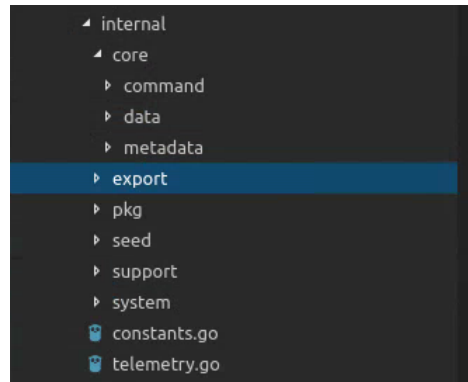 internal
core
command
data
metadata
export
pkg
seed
support
system
constants.go
telemetry.go